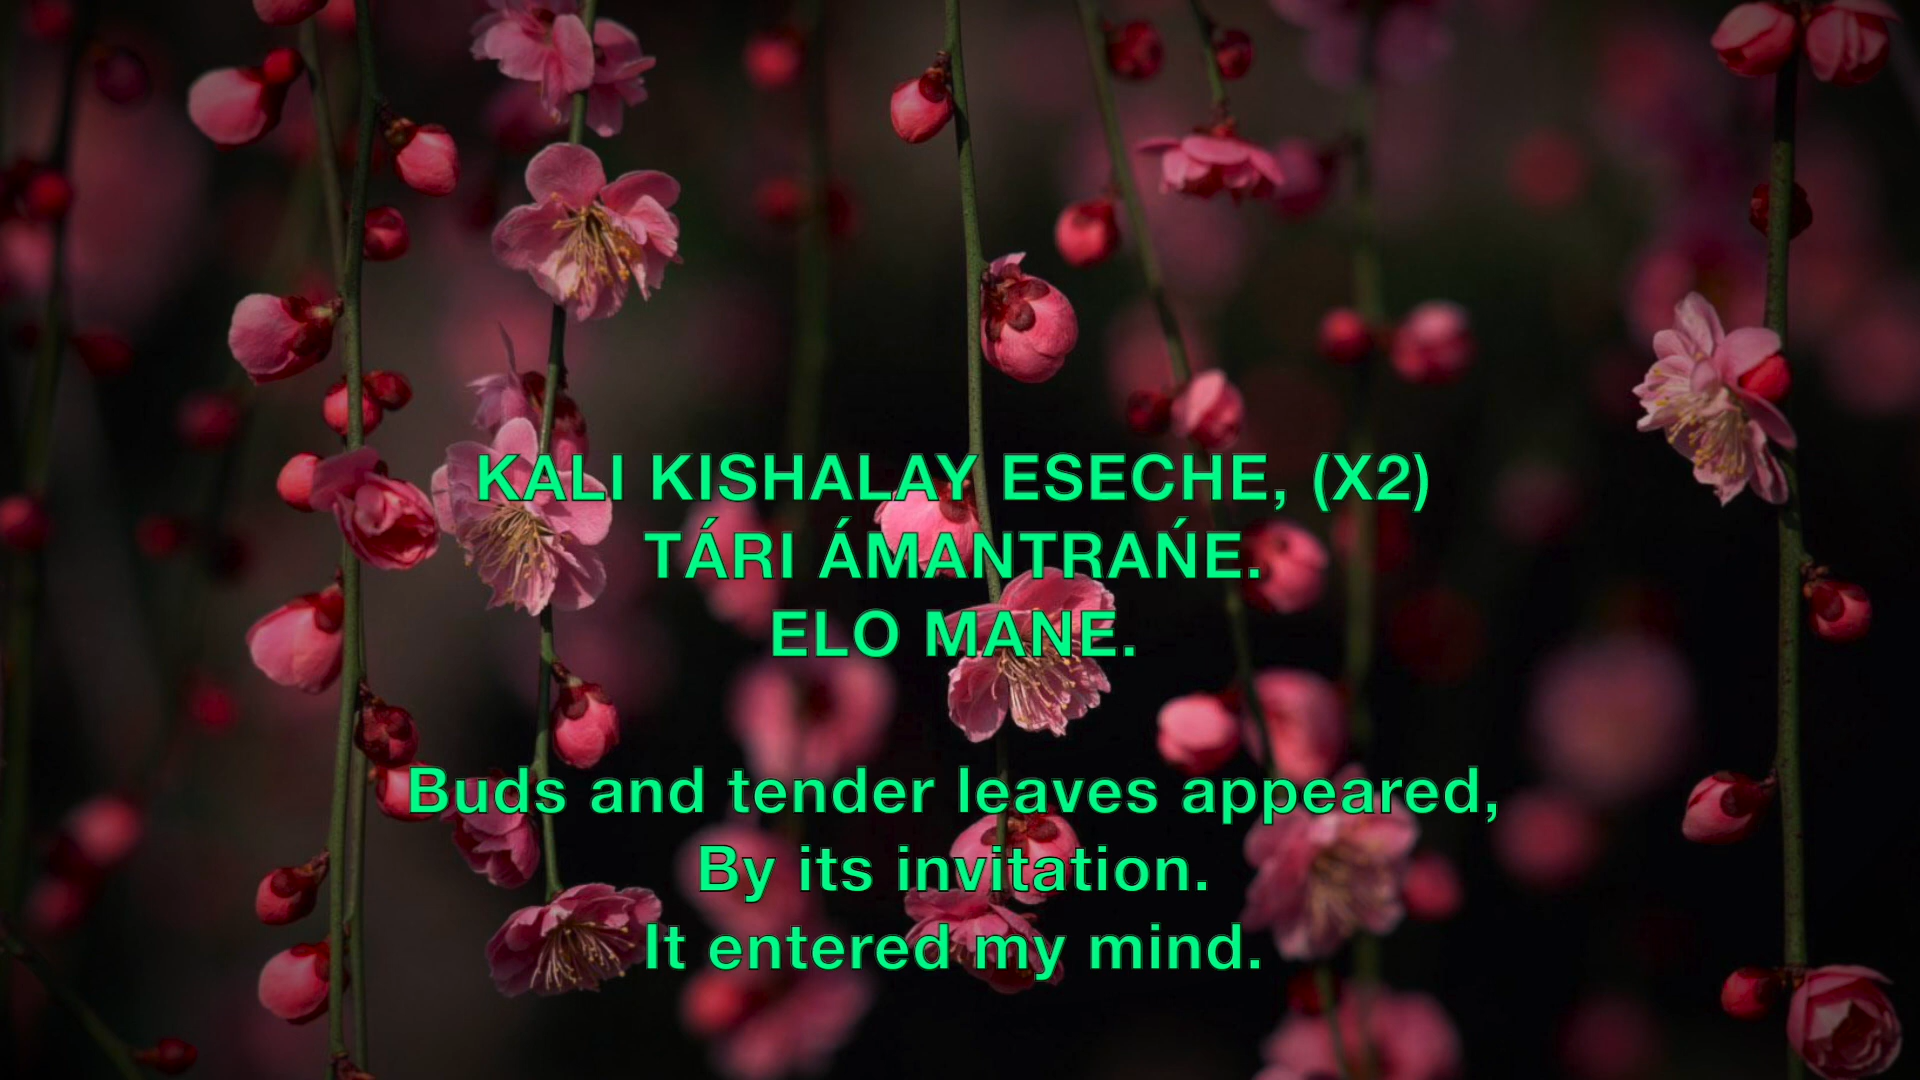 KALI KISHALAY ESECHE, (X2)
TÁRI ÁMANTRAŃE.
ELO MANE.
Buds and tender leaves appeared,
By its invitation.
It entered my mind.